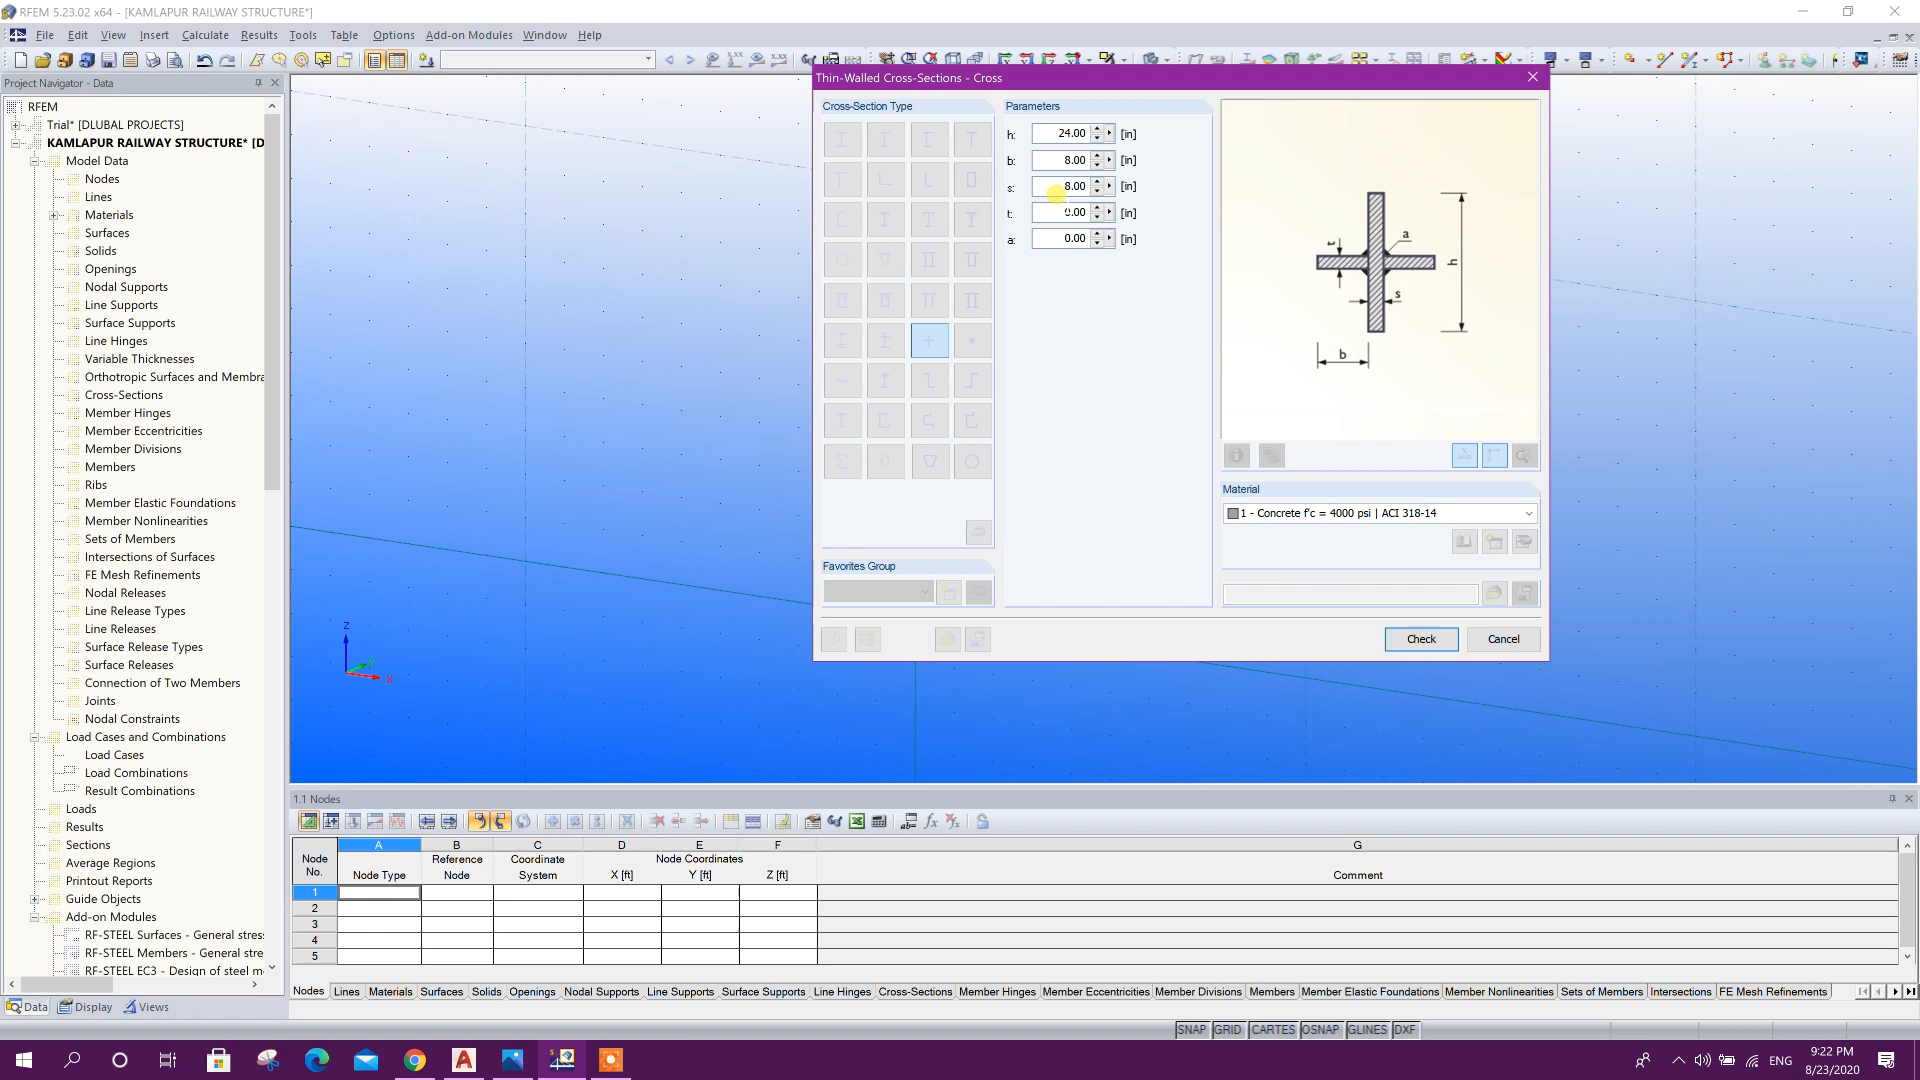 RFEM 5.23.02 x64 - [KAMLAPUR RAILWAY STRUCTURE*]
File Edit View Insert Calculate Results Tools Table Options Add-on Modules Window Help
Project Navigator - Data
RFEM
Trial* [DLUBAL PROJECTS]
KAMLAPUR RAILWAY STRUCTURE* [D
Model Data
Nodes
Lines
Materials
Surfaces
Solids
Openings
Nodal Supports
Line Supports
Surface Supports
Line Hinges
Variable Thicknesses
Orthotropic Surfaces and Membra
Cross-Sections
Member Hinges
Member Eccentricities
Member Divisions
Members
Ribs
Member Elastic Foundations
Member Nonlinearities
Sets of Members
Intersections of Surfaces
FE Mesh Refinements
Nodal Releases
Line Release Types
Line Releases
Surface Release Types
Surface Releases
Connection of Two Members
Joints
Nodal Constraints
Load Cases and Combinations
Load Cases
Load Combinations
Result Combinations
Loads
Results
Sections
Average Regions
Printout Reports
Guide Objects
Add-on Modules
RF-STEEL Surfaces - General stres
RF-STEEL Members - General stre
RF-STEEL EC3 - Design of steel m
Data Display Views
Thin-Walled Cross-Sections - Cross
Cross-Section Type
Parameters
h: 24.00 [in]
b: 8.00 [in]
s: 8.00 [in]
t: 0.00 [in]
a: 0.00 [in]
t
a
h
s
b
Material
1 - Concrete f'c = 4000 psi | ACI 318-14
Favorites Group
Check Cancel
Z
Y
X
1.1 Nodes
A B C D E F G
Node No. Node Type Reference Node Coordinate System Node Coordinates X [ft] Y [ft] Z [ft] Comment
1
2
3
4
5
Nodes Lines Materials Surfaces Solids Openings Nodal Supports Line Supports Surface Supports Line Hinges Cross-Sections Member Hinges Member Eccentricities Member Divisions Members Member Elastic Foundations Member Nonlinearities Sets of Members Intersections FE Mesh Refinements
SNAP GRID CARTES OSNAP GLINES DXF
ENG
9:22 PM
8/23/2020